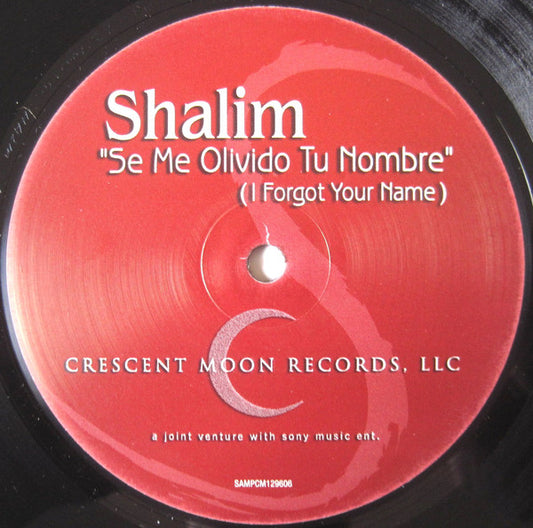 Shalim
"Se Me Olivido Tu Nombre"
(I Forgot Your Name)
CRESCENT MOON RECORDS, LLC
a joint venture with sony music ent.
SAMPCM129606